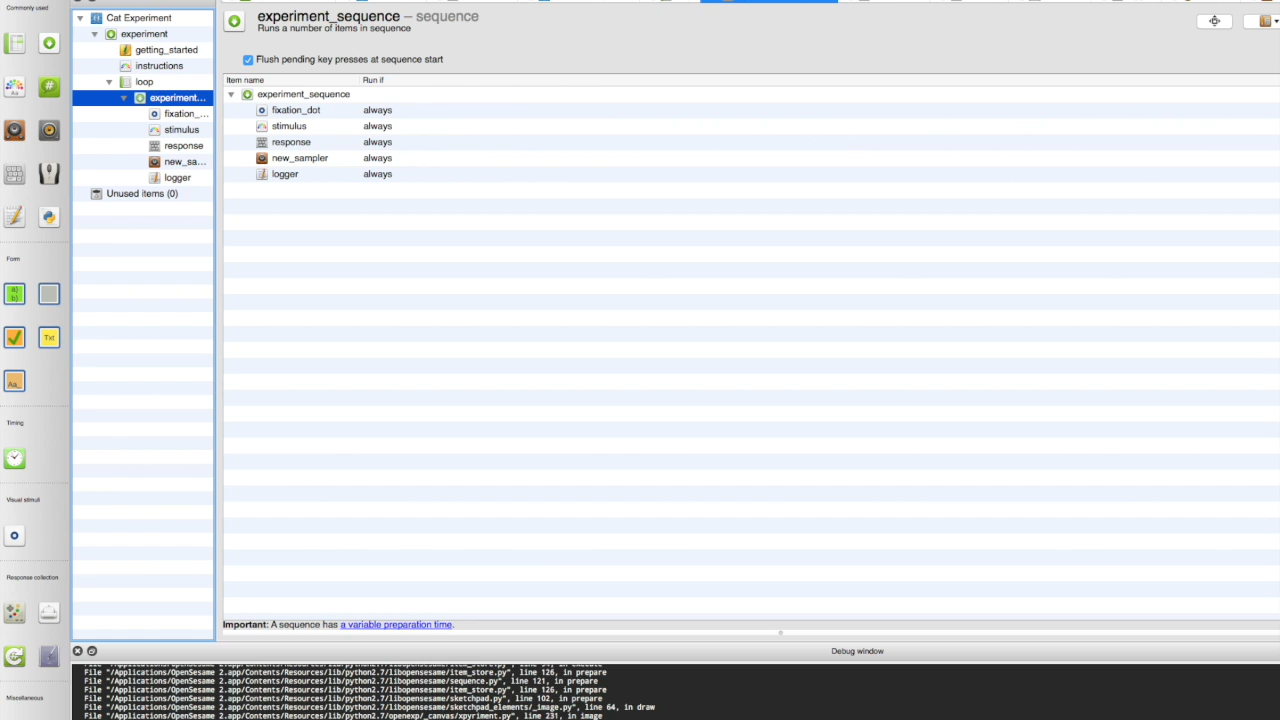 Commonly used
Form
Timing
Visual stimuli
Response collection
Miscellaneous
Cat Experiment
experiment
getting_started
instructions
loop
experiment...
fixation_...
stimulus
response
new_sa...
logger
Unused items (0)
experiment_sequence – sequence
Runs a number of items in sequence
Flush pending key presses at sequence start
Item name Run if
experiment_sequence
fixation_dot always
stimulus always
response always
new_sampler always
logger always
Important: A sequence has a variable preparation time.
Debug window
File "/Applications/OpenSesame 2.app/Contents/Resources/lib/python2.7/libopensesame/item_store.py", line 94, in execute
File "/Applications/OpenSesame 2.app/Contents/Resources/lib/python2.7/libopensesame/sequence.py", line 121, in prepare
File "/Applications/OpenSesame 2.app/Contents/Resources/lib/python2.7/libopensesame/item_store.py", line 126, in prepare
File "/Applications/OpenSesame 2.app/Contents/Resources/lib/python2.7/libopensesame/sketchpad.py", line 102, in prepare
File "/Applications/OpenSesame 2.app/Contents/Resources/lib/python2.7/libopensesame/sketchpad_elements/_image.py", line 64, in draw
File "/Applications/OpenSesame 2.app/Contents/Resources/lib/python2.7/openexp/_canvas/xpyriment.py", line 231, in image